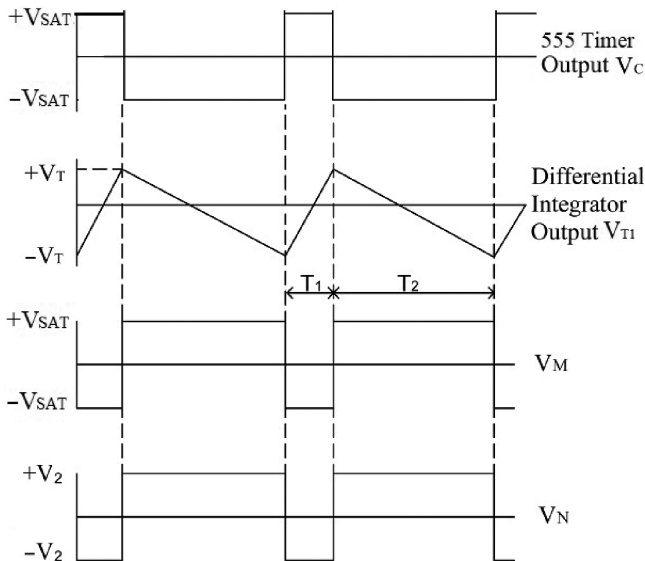 +VSAT
555 Timer
Output VC
−VSAT
+VT
Differential
Integrator
Output VT1
−VT
T1
T2
+VSAT
VM
−VSAT
+V2
VN
−V2